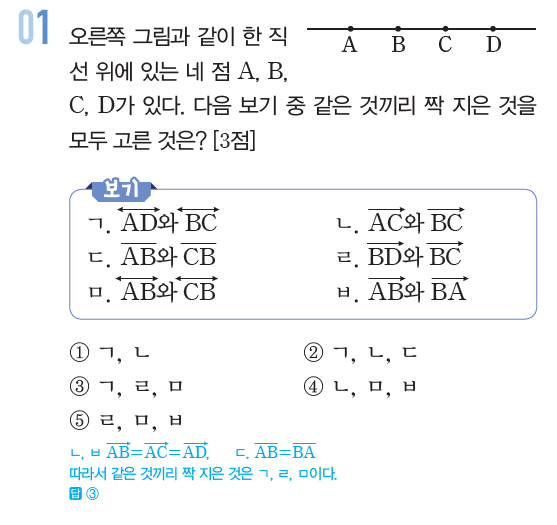 01
오른쪽 그림과 같이 한 직
A B C D
선 위에 있는 네 점 A, B,
C, D가 있다. 다음 보기 중 같은 것끼리 짝 지은 것을
모두 고른 것은? [3점]
보기
ㄱ. AD와 BC ㄴ. AC와 BC
ㄷ. AB와 CB ㄹ. BD와 BC
ㅁ. AB와 CB ㅂ. AB와 BA
① ㄱ, ㄴ ② ㄱ, ㄴ, ㄷ
③ ㄱ, ㄹ, ㅁ ④ ㄴ, ㅁ, ㅂ
⑤ ㄹ, ㅁ, ㅂ
ㄴ, ㅂ AB=AC=AD, ㄷ. AB=BA
따라서 같은 것끼리 짝 지은 것은 ㄱ, ㄹ, ㅁ이다.
답 ③